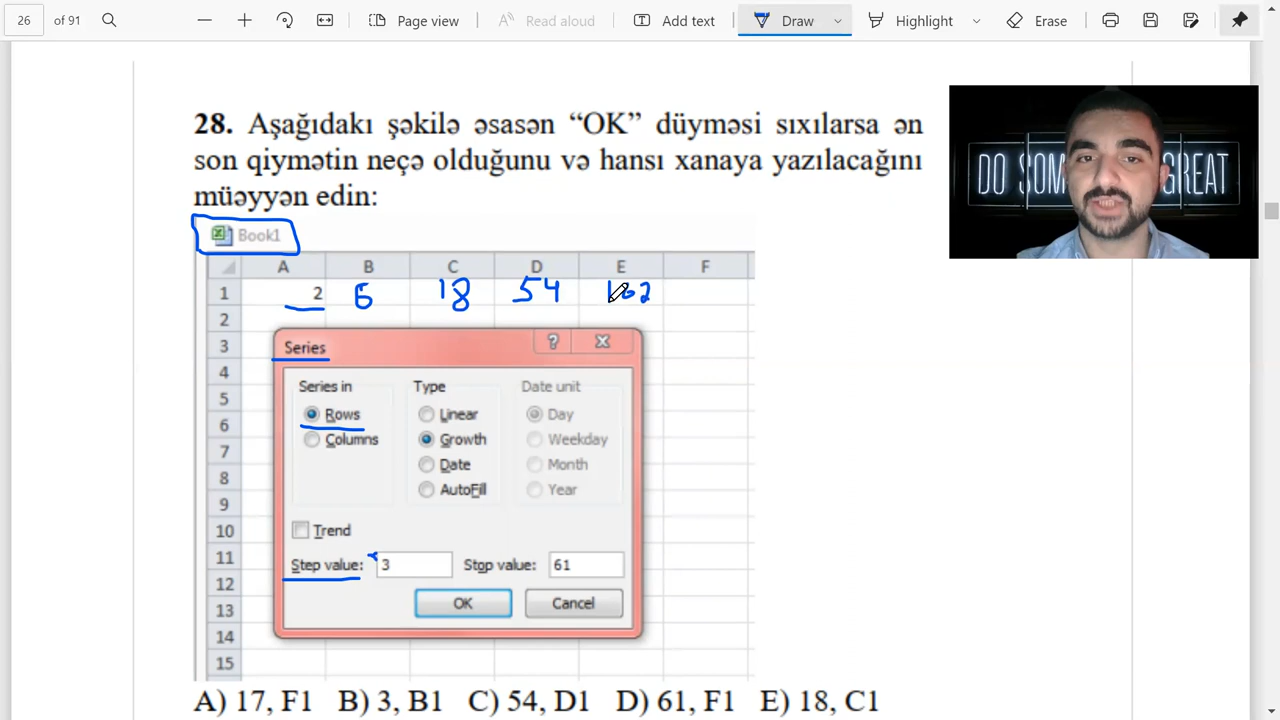 26 of 91 Page view Read aloud Add text Draw Highlight Erase
28. Aşağıdakı şəkilə əsasən “OK” düyməsi sıxılarsa ən
son qiymətin neçə olduğunu və hansı xanaya yazılacağını
müəyyən edin:
DO SOM GREAT
Book1
A B C D E F
1 2 6 18 54 162
2
3
4
5
6
7
8
9
10
11
12
13
14
15
Series
Series in Type Date unit
Rows Linear Day
Columns Growth Weekday
Date Month
AutoFill Year
Trend
Step value: 3 Stop value: 61
OK Cancel
A) 17, F1 B) 3, B1 C) 54, D1 D) 61, F1 E) 18, C1